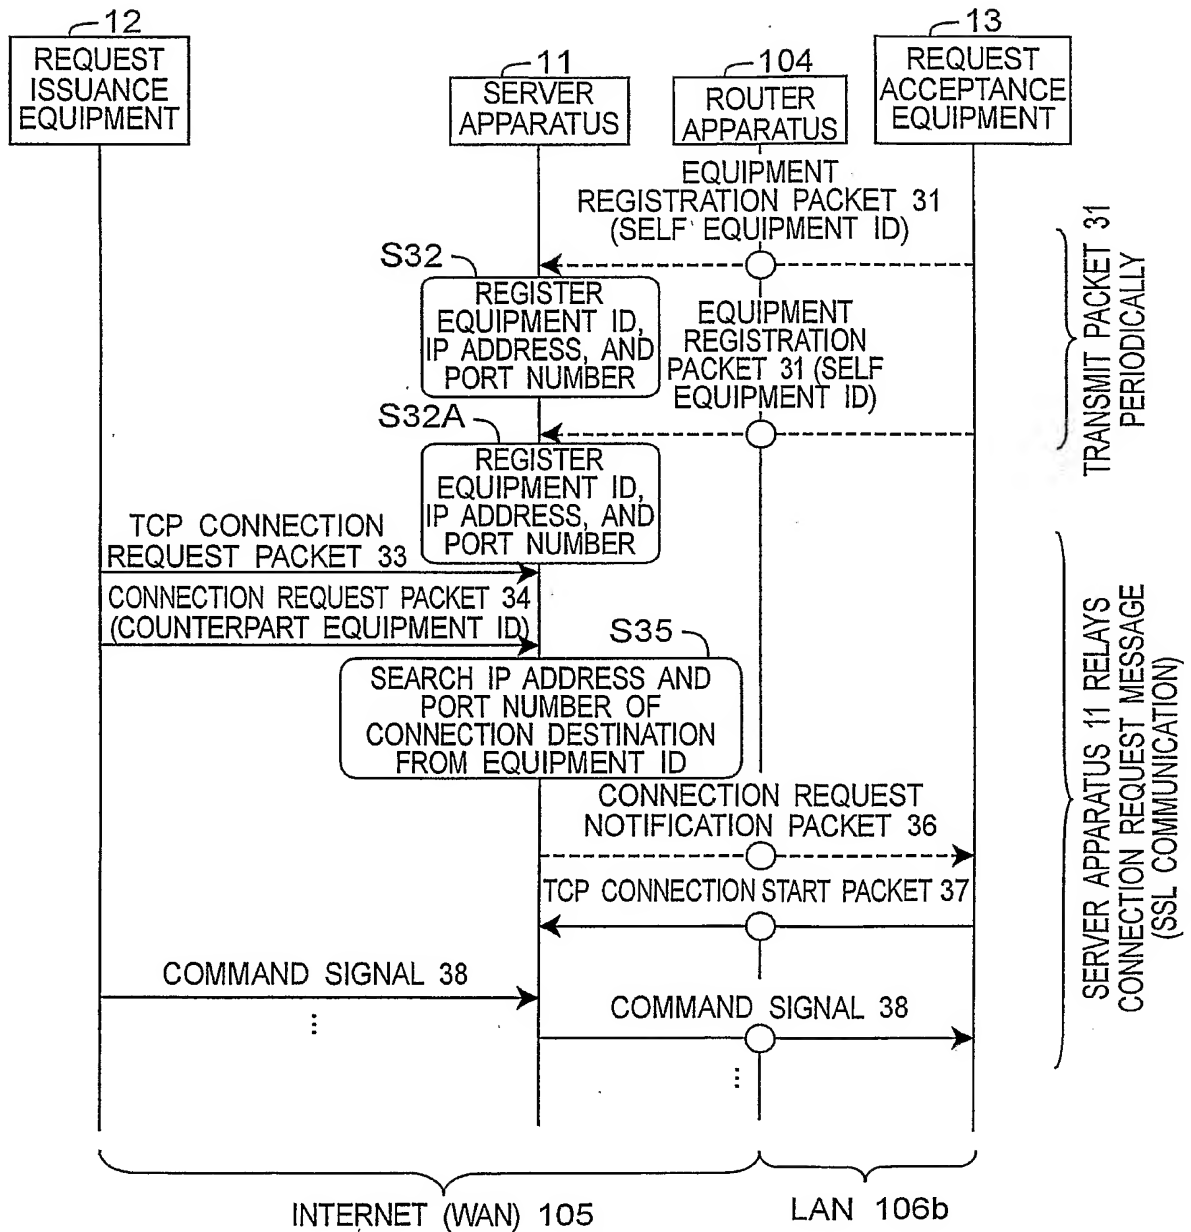 12
REQUEST
ISSUANCE
EQUIPMENT
11
SERVER
APPARATUS
104
ROUTER
APPARATUS
13
REQUEST
ACCEPTANCE
EQUIPMENT
EQUIPMENT
REGISTRATION PACKET 31
(SELF EQUIPMENT ID)
S32
REGISTER
EQUIPMENT ID,
IP ADDRESS, AND
PORT NUMBER
EQUIPMENT
REGISTRATION
PACKET 31 (SELF
EQUIPMENT ID)
TRANSMIT PACKET 31
PERIODICALLY
S32A
REGISTER
EQUIPMENT ID,
IP ADDRESS, AND
PORT NUMBER
TCP CONNECTION
REQUEST PACKET 33
CONNECTION REQUEST PACKET 34
(COUNTERPART EQUIPMENT ID)
S35
SEARCH IP ADDRESS AND
PORT NUMBER OF
CONNECTION DESTINATION
FROM EQUIPMENT ID
CONNECTION REQUEST
NOTIFICATION PACKET 36
TCP CONNECTION START PACKET 37
COMMAND SIGNAL 38
...
COMMAND SIGNAL 38
...
SERVER APPARATUS 11 RELAYS
CONNECTION REQUEST MESSAGE
(SSL COMMUNICATION)
INTERNET (WAN) 105
LAN 106b